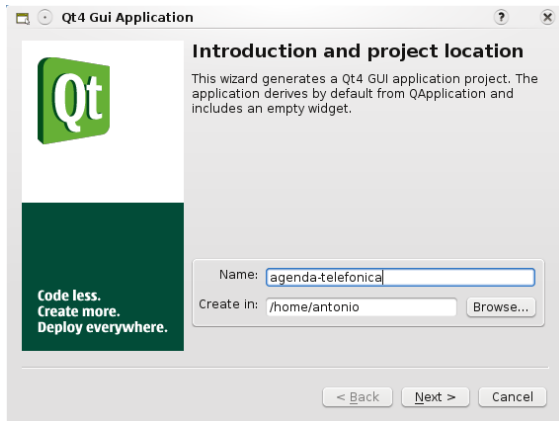 Qt4 Gui Application
Qt
Introduction and project location
This wizard generates a Qt4 GUI application project. The
application derives by default from QApplication and
includes an empty widget.
Name: agenda-telefonica
Create in: /home/antonio Browse...
Code less.
Create more.
Deploy everywhere.
< Back Next > Cancel